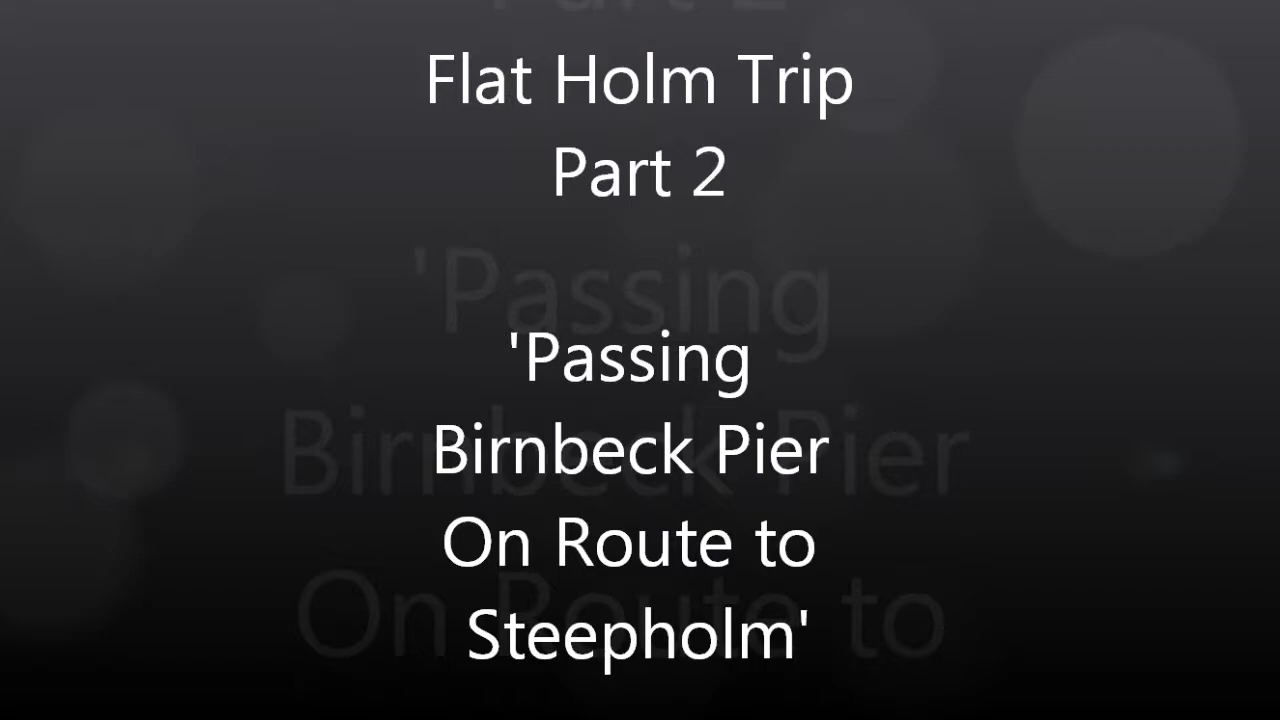 Flat Holm Trip
Part 2
'Passing
Birnbeck Pier
On Route to
Steepholm'